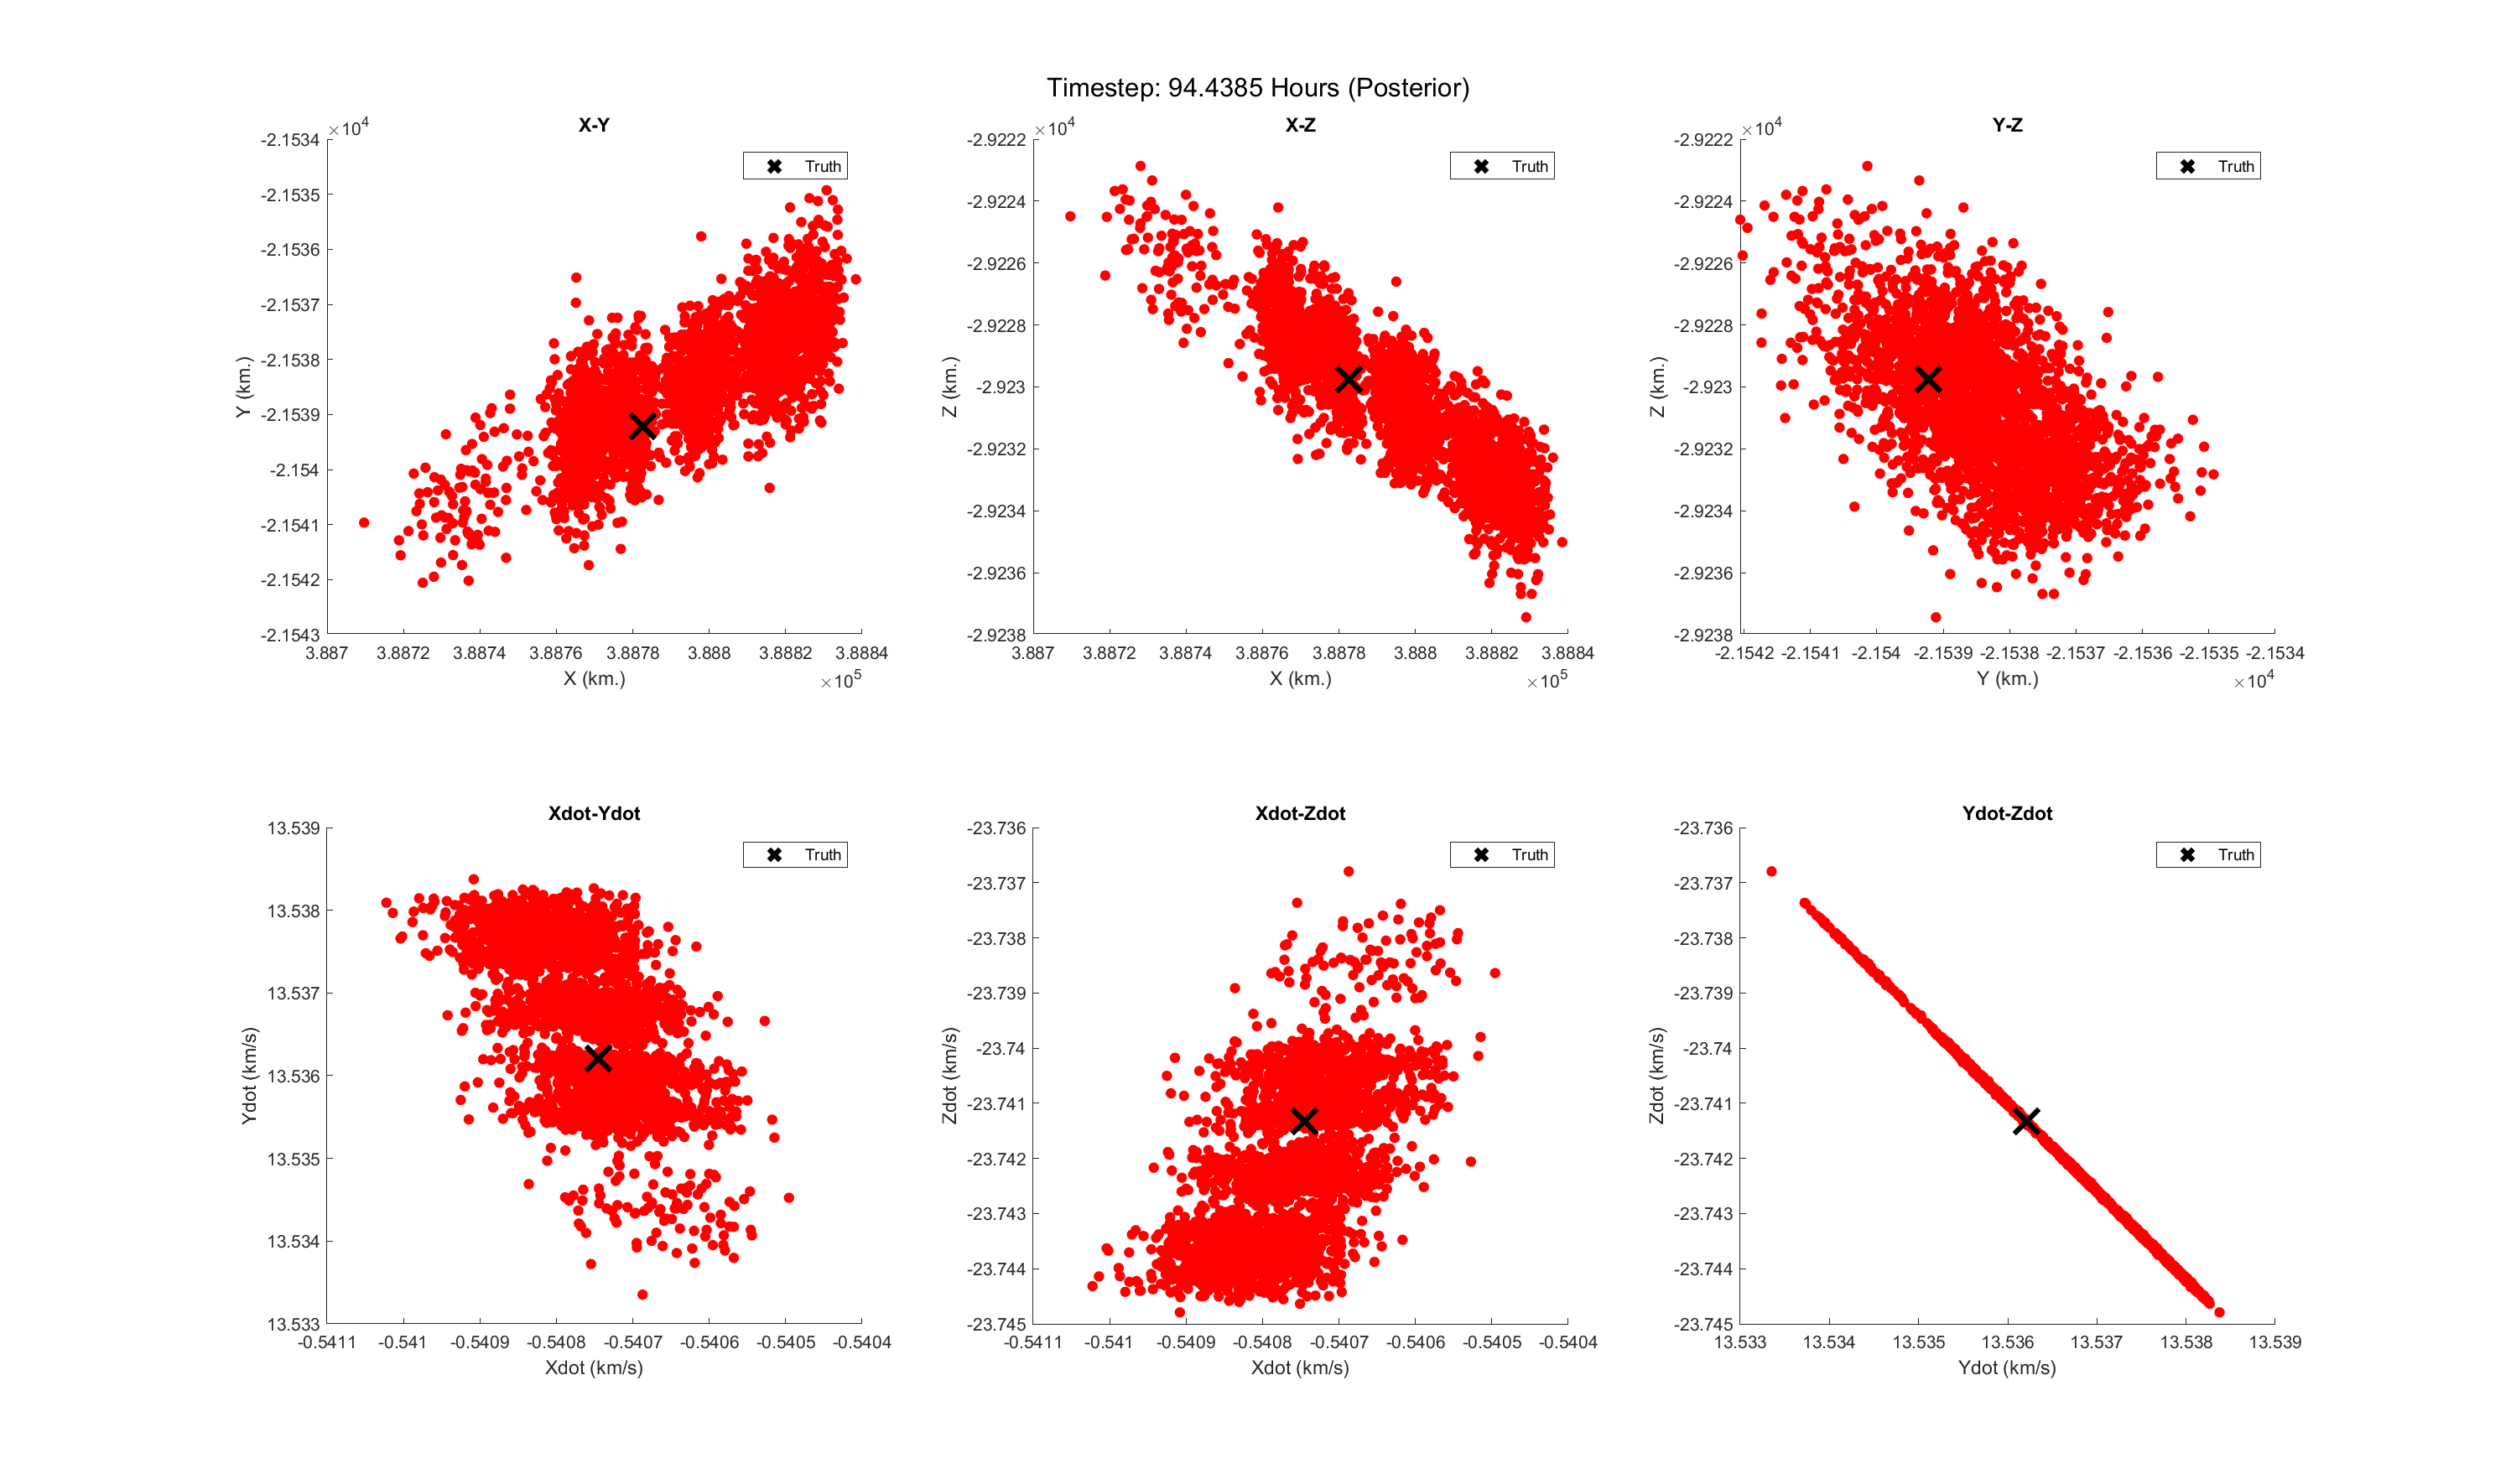 Timestep: 94.4385 Hours (Posterior)
X-Y
×10⁴
Truth
-2.1534
-2.1535
-2.1536
-2.1537
-2.1538
-2.1539
-2.154
-2.1541
-2.1542
-2.1543
Y (km.)
3.887 3.8872 3.8874 3.8876 3.8878 3.888 3.8882 3.8884
X (km.)
×10⁵
X-Z
×10⁴
Truth
-2.9222
-2.9224
-2.9226
-2.9228
-2.923
-2.9232
-2.9234
-2.9236
-2.9238
Z (km.)
3.887 3.8872 3.8874 3.8876 3.8878 3.888 3.8882 3.8884
X (km.)
×10⁵
Y-Z
×10⁴
Truth
-2.9222
-2.9224
-2.9226
-2.9228
-2.923
-2.9232
-2.9234
-2.9236
-2.9238
Z (km.)
-2.1542 -2.1541 -2.154 -2.1539 -2.1538 -2.1537 -2.1536 -2.1535 -2.1534
Y (km.)
×10⁴
Xdot-Ydot
Truth
13.539
13.538
13.537
13.536
13.535
13.534
13.533
Ydot (km/s)
-0.5411 -0.541 -0.5409 -0.5408 -0.5407 -0.5406 -0.5405 -0.5404
Xdot (km/s)
Xdot-Zdot
Truth
-23.736
-23.737
-23.738
-23.739
-23.74
-23.741
-23.742
-23.743
-23.744
-23.745
Zdot (km/s)
-0.5411 -0.541 -0.5409 -0.5408 -0.5407 -0.5406 -0.5405 -0.5404
Xdot (km/s)
Ydot-Zdot
Truth
-23.736
-23.737
-23.738
-23.739
-23.74
-23.741
-23.742
-23.743
-23.744
-23.745
Zdot (km/s)
13.533 13.534 13.535 13.536 13.537 13.538 13.539
Ydot (km/s)